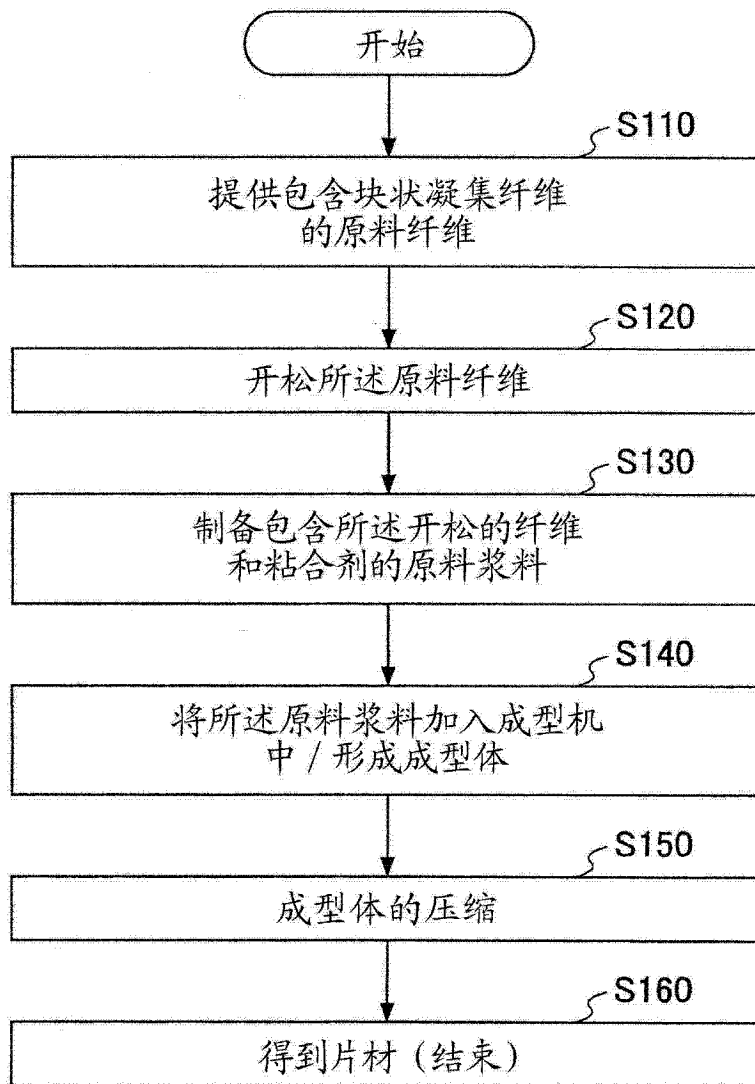 开始
S110
提供包含块状凝集纤维
的原料纤维
S120
开松所述原料纤维
S130
制备包含所述开松的纤维
和粘合剂的原料浆料
S140
将所述原料浆料加入成型机
中 / 形成成型体
S150
成型体的压缩
S160
得到片材 (结束)